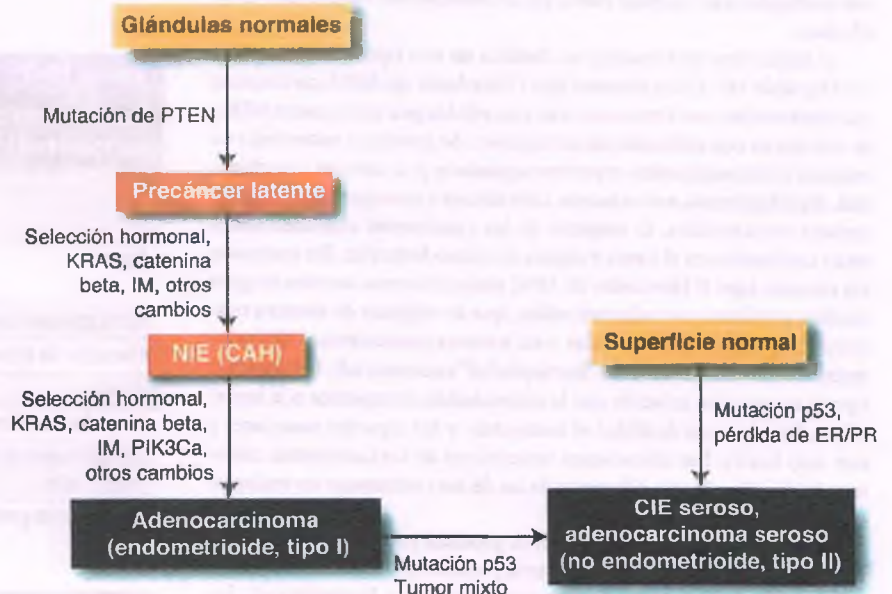 Glándulas normales
Mutación de PTEN
Precáncer latente
Selección hormonal,
KRAS, catenina
beta, IM, otros
cambios
NIE (CAH)
Selección hormonal,
KRAS, catenina beta,
IM, PIK3Ca,
otros cambios
Adenocarcinoma
(endometrioide, tipo I)
Mutación p53
Tumor mixto
Superficie normal
Mutación p53,
pérdida de ER/PR
CIE seroso,
adenocarcinoma seroso
(no endometrioide, tipo II)